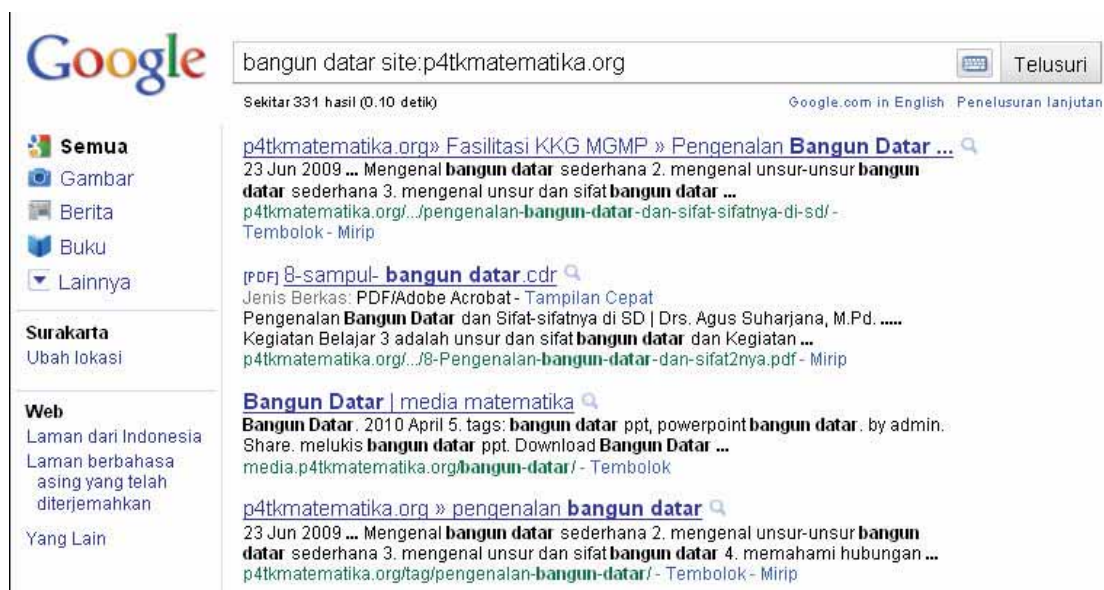 Google
bangun datar site:p4tkmatematika.org
Telusuri
Sekitar 331 hasil (0.10 detik)
Google.com in English Penelusuran lanjutan
Semua
Gambar
Berita
Buku
Lainnya
Surakarta
Ubah lokasi
Web
Laman dari Indonesia
Laman berbahasa
asing yang telah
diterjemahkan
Yang Lain
p4tkmatematika.org» Fasilitasi KKG MGMP » Pengenalan Bangun Datar ...
23 Jun 2009 ... Mengenal bangun datar sederhana 2. mengenal unsur-unsur bangun
datar sederhana 3. mengenal unsur dan sifat bangun datar ...
p4tkmatematika.org/.../pengenalan-bangun-datar-dan-sifat-sifatnya-di-sd/ -
Tembolok - Mirip
[PDF] 8-sampul- bangun datar.cdr
Jenis Berkas: PDF/Adobe Acrobat - Tampilan Cepat
Pengenalan Bangun Datar dan Sifat-sifatnya di SD | Drs. Agus Suharjana, M.Pd. .....
Kegiatan Belajar 3 adalah unsur dan sifat bangun datar dan Kegiatan ...
p4tkmatematika.org/.../8-Pengenalan-bangun-datar-dan-sifat2nya.pdf - Mirip
Bangun Datar | media matematika
Bangun Datar. 2010 April 5. tags: bangun datar ppt, powerpoint bangun datar. by admin.
Share. melukis bangun datar ppt. Download Bangun Datar ...
media.p4tkmatematika.org/bangun-datar/ - Tembolok
p4tkmatematika.org » pengenalan bangun datar
23 Jun 2009 ... Mengenal bangun datar sederhana 2. mengenal unsur-unsur bangun
datar sederhana 3. mengenal unsur dan sifat bangun datar 4. memahami hubungan ...
p4tkmatematika.org/tag/pengenalan-bangun-datar/ - Tembolok - Mirip